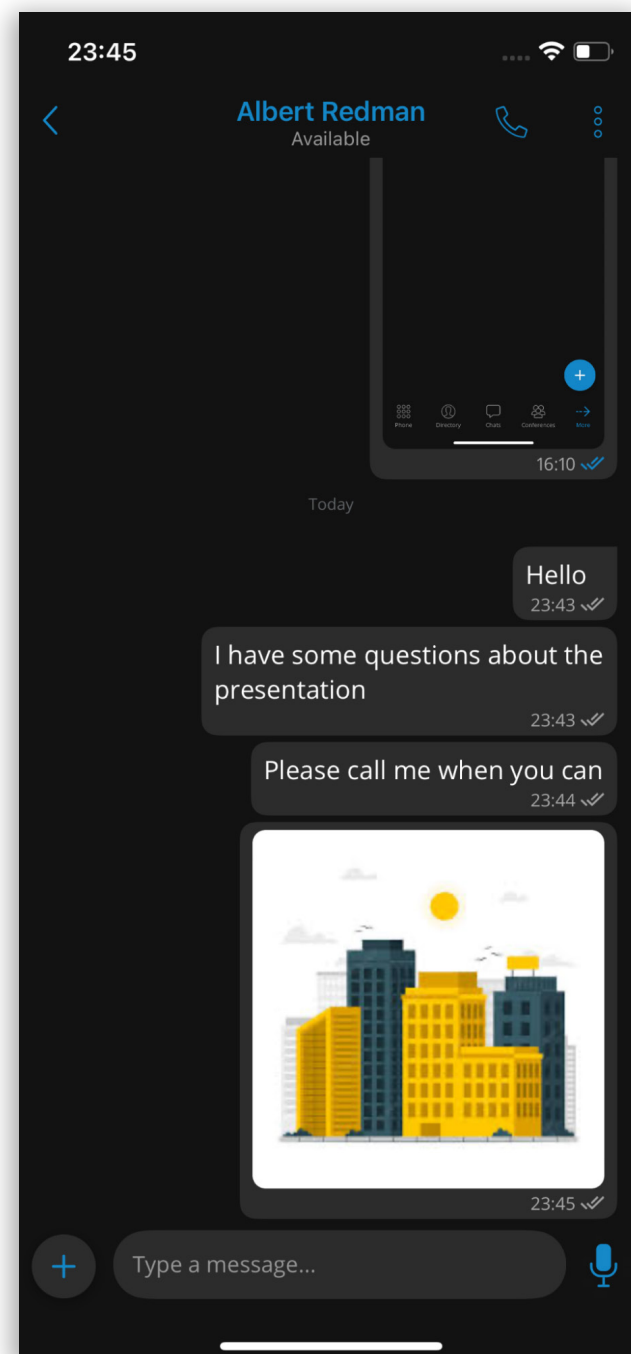 23:45
Albert Redman
Available
Phone
Directory
Chats
Conferences
More
16:10
Today
Hello
23:43
I have some questions about the
presentation
23:43
Please call me when you can
23:44
23:45
Type a message...